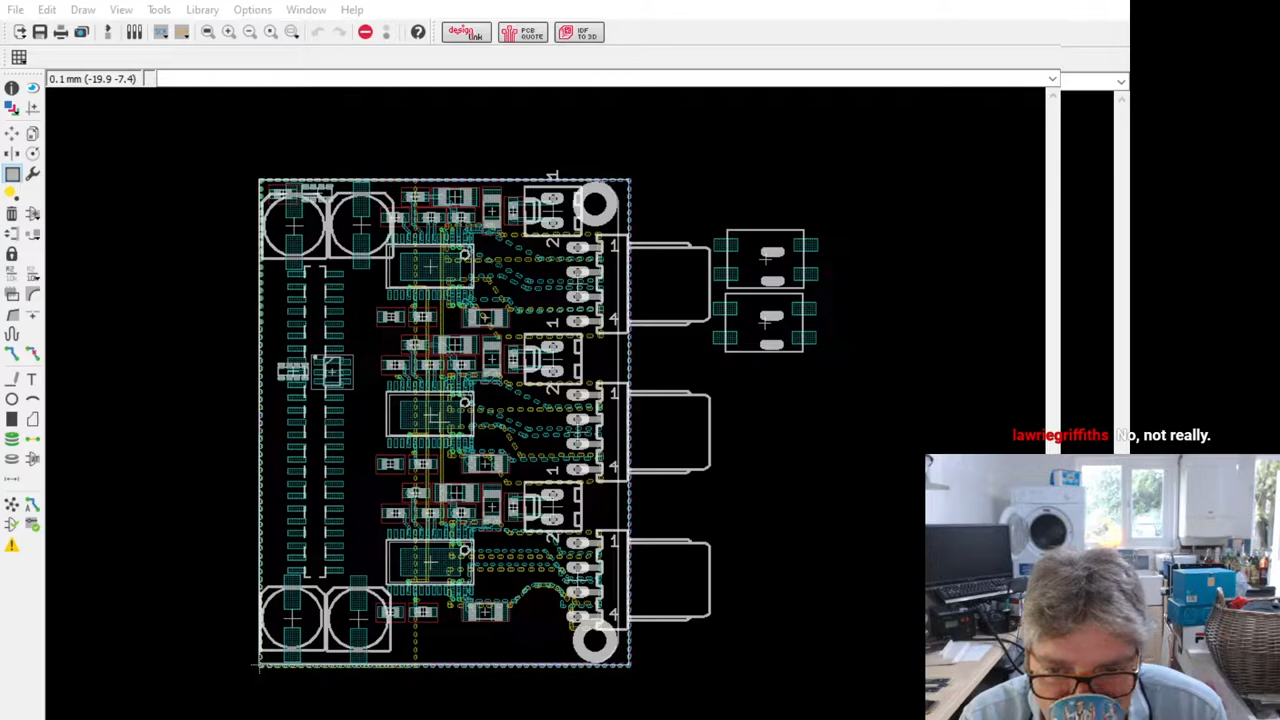 File Edit Draw View Tools Library Options Window Help
design link
PCB QUOTE
IDF TO 3D
0.1 mm (-19.9 -7.4)
1
2
1
4
1
2
1
4
1
2
1
4
lawriegriffiths No, not really.